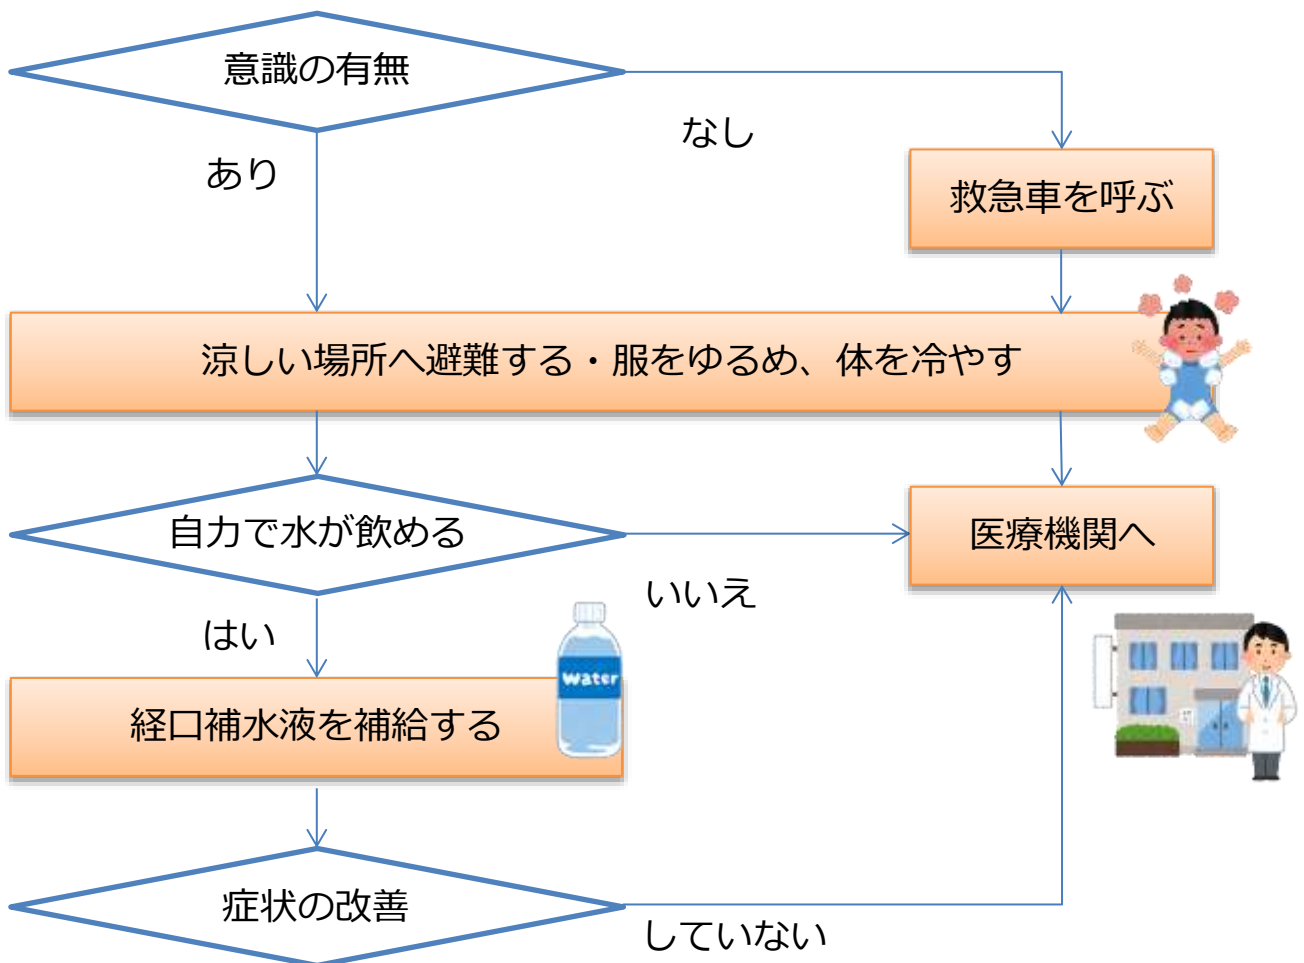 意識の有無
なし
あり
救急車を呼ぶ
涼しい場所へ避難する・服をゆるめ、体を冷やす
自力で水が飲める
医療機関へ
いいえ
はい
Water
経口補水液を補給する
症状の改善
していない